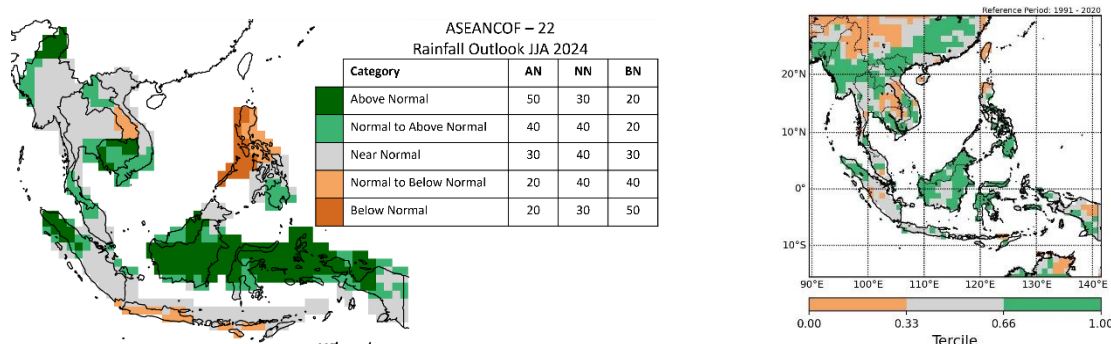 ASEANCOF – 22
Rainfall Outlook JJA 2024
Category AN NN BN
Above Normal 50 30 20
Normal to Above Normal 40 40 20
Near Normal 30 40 30
Normal to Below Normal 20 40 40
Below Normal 20 30 50
Reference Period: 1991 - 2020
20°N
10°N
0°
10°S
90°E 100°E 110°E 120°E 130°E 140°E
0.00 0.33 0.66 1.00
Tercile